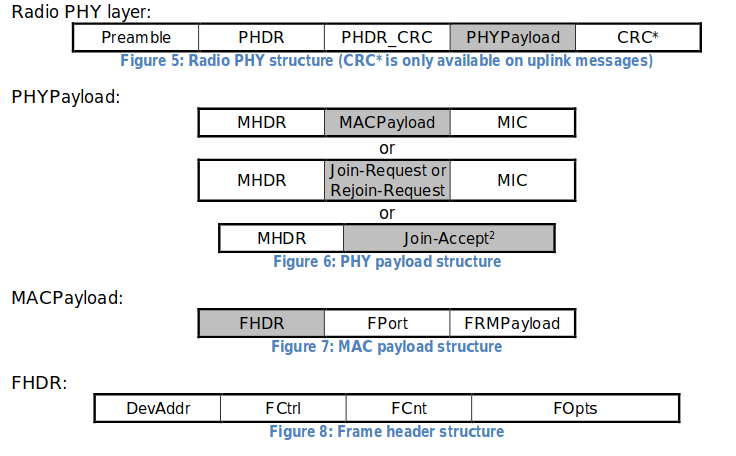 Radio PHY layer:
Preamble PHDR PHDR_CRC PHYPayload CRC*
Figure 5: Radio PHY structure (CRC* is only available on uplink messages)
PHYPayload:
MHDR MACPayload MIC
or
MHDR Join-Request or Rejoin-Request MIC
or
MHDR Join-Accept²
Figure 6: PHY payload structure
MACPayload:
FHDR FPort FRMPayload
Figure 7: MAC payload structure
FHDR:
DevAddr FCtrl FCnt FOpts
Figure 8: Frame header structure